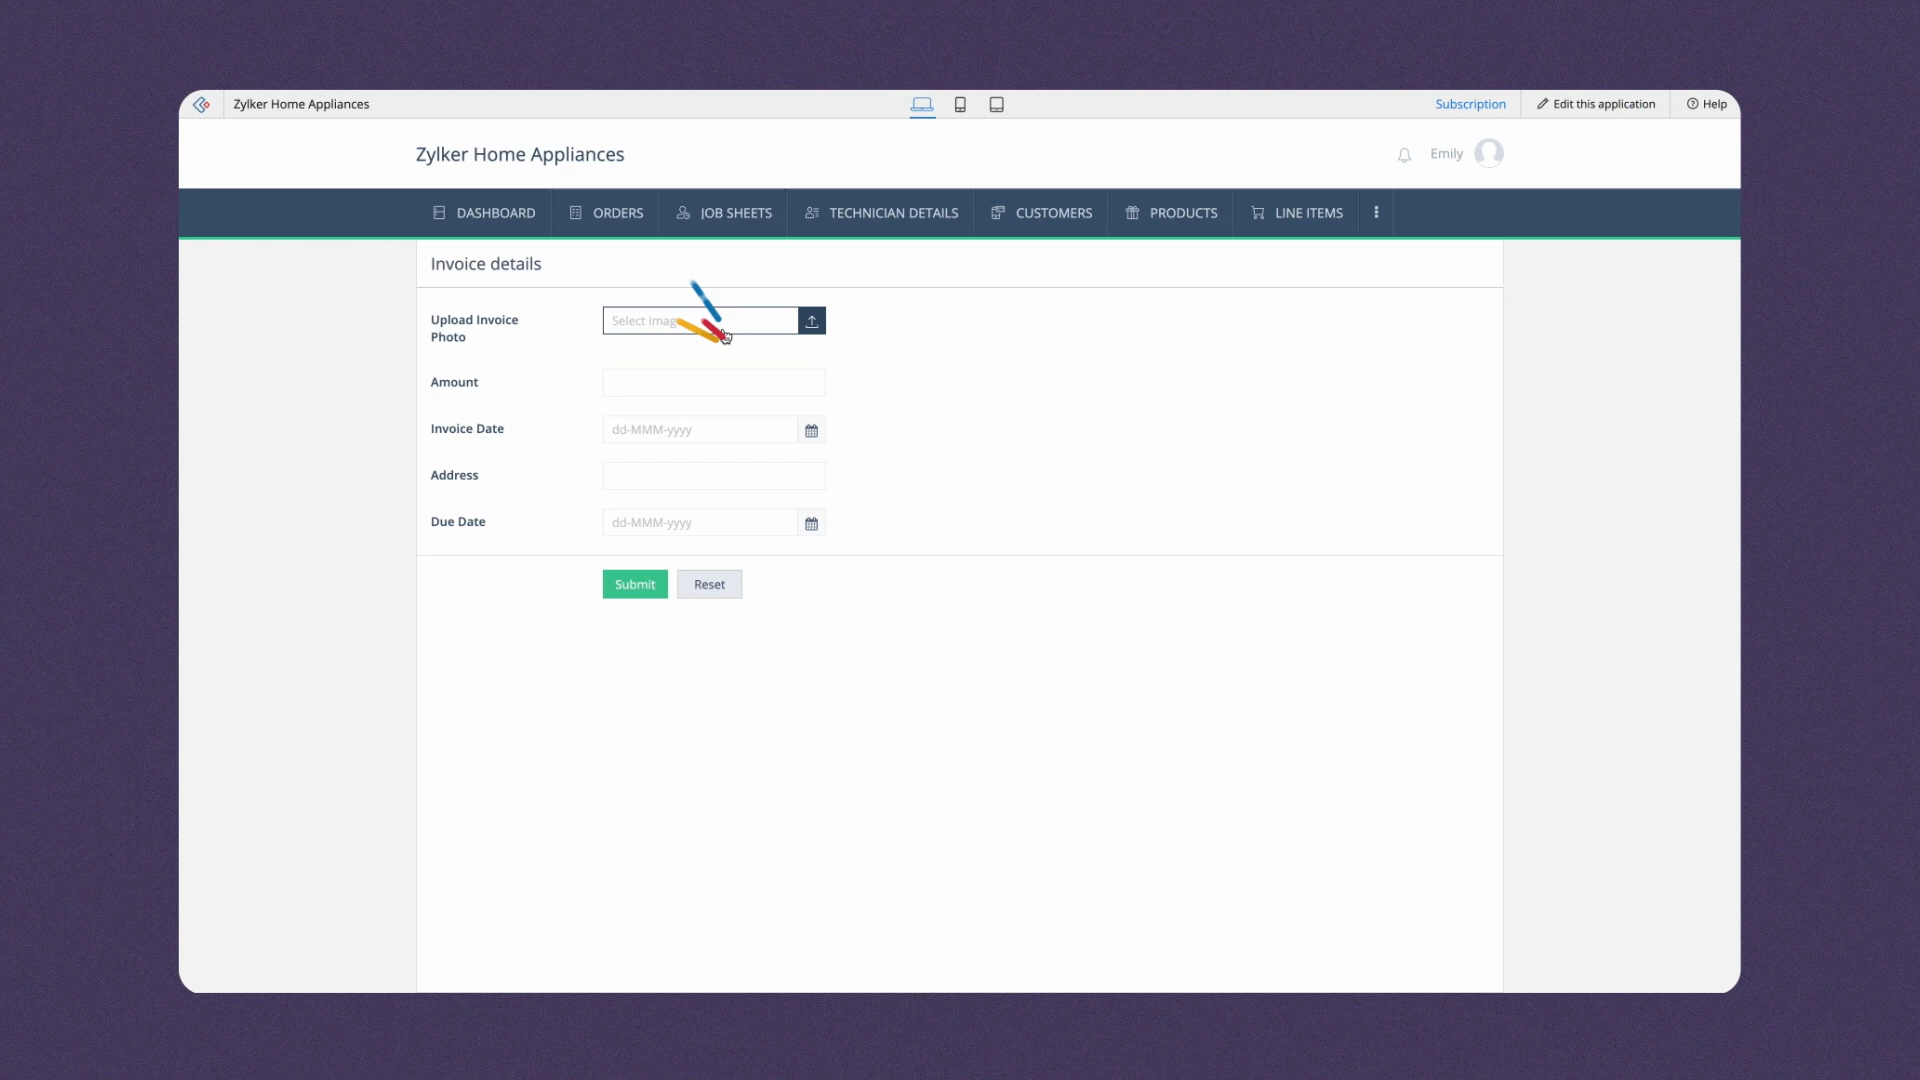 Zylker Home Appliances
Subscription
Edit this application
Help
Zylker Home Appliances
Emily
DASHBOARD
ORDERS
JOB SHEETS
TECHNICIAN DETAILS
CUSTOMERS
PRODUCTS
LINE ITEMS
Invoice details
Upload Invoice
Photo
Select
Amount
Invoice Date
dd-MMM-yyyy
Address
Due Date
dd-MMM-yyyy
Submit
Reset